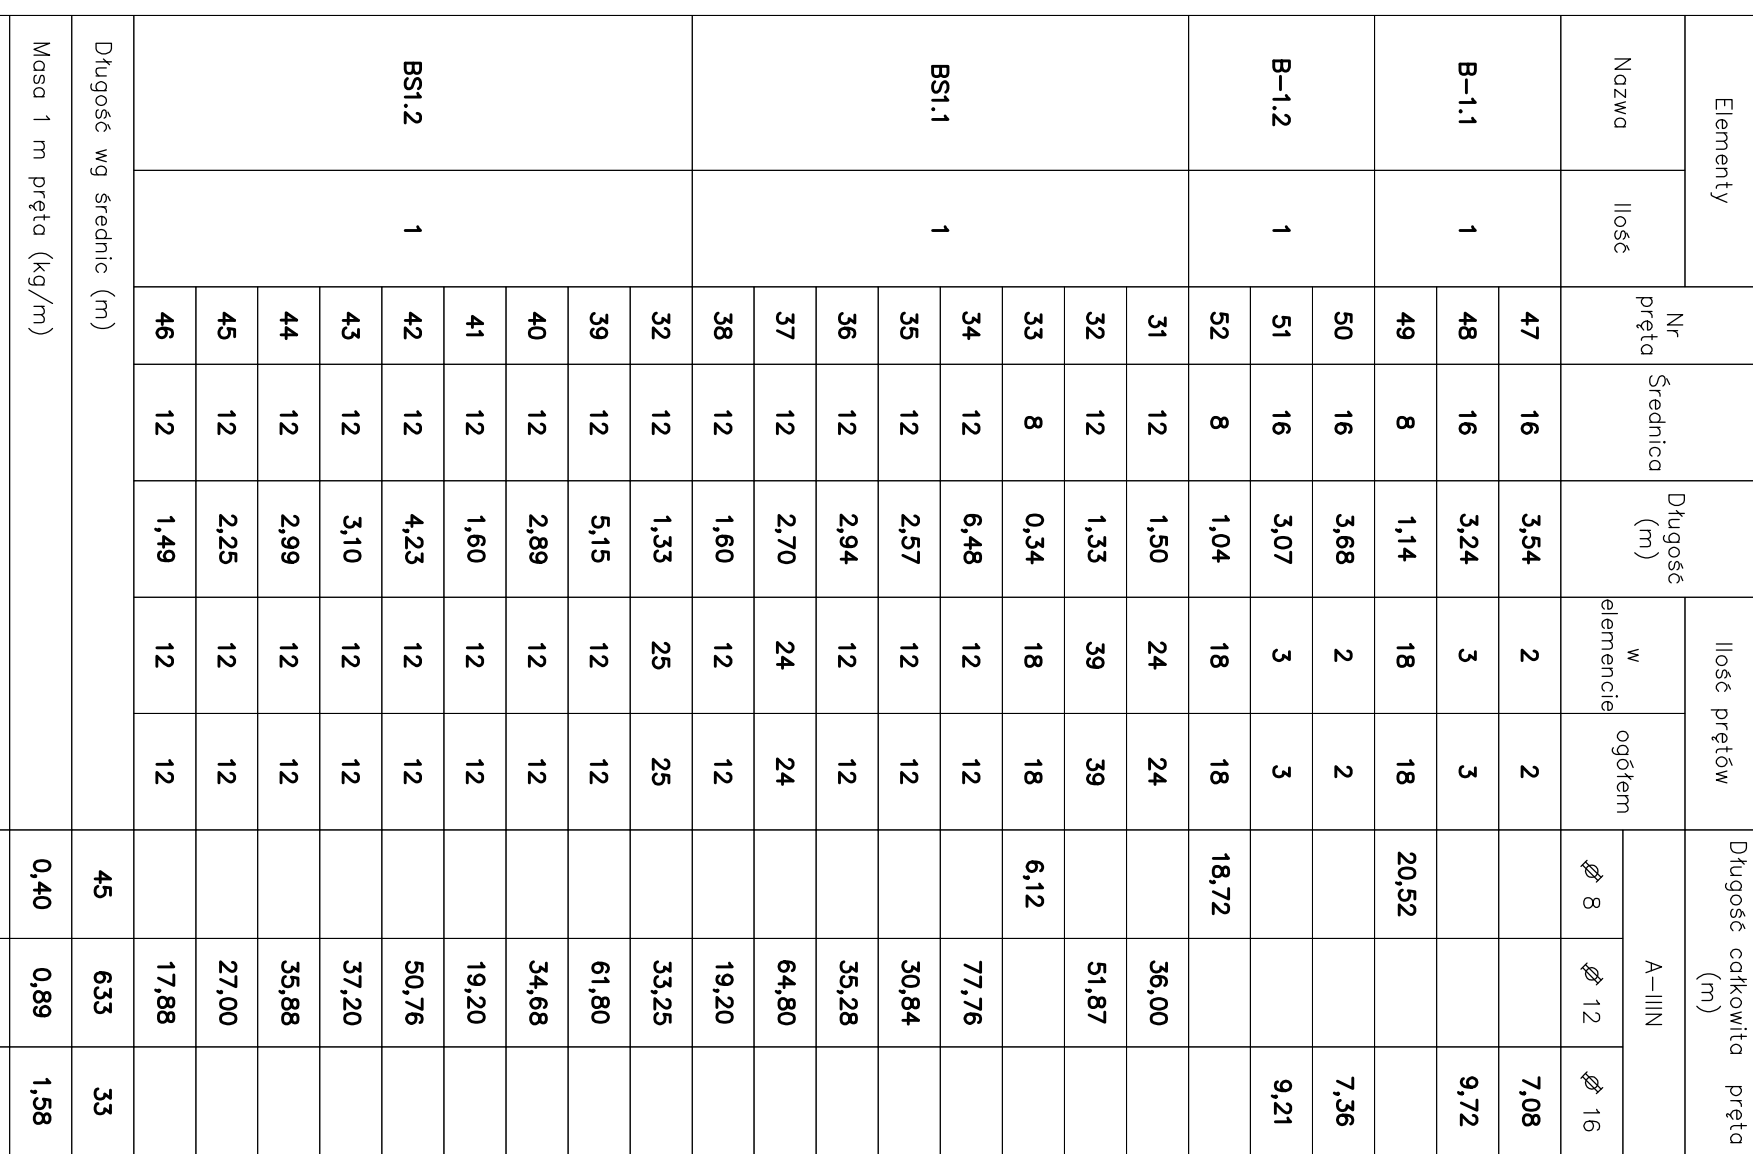 Elementy Nr pręta Średnica Długość (m) Ilość prętów Długość całkowita pręta (m)
Nazwa Ilość w elemencie ogółem A-IIIN
⌀ 8 ⌀ 12 ⌀ 16
B-1.1 1 47 16 3,54 2 2 7,08
48 16 3,24 3 3 9,72
49 8 1,14 18 18 20,52
B-1.2 1 50 16 3,68 2 2 7,36
51 16 3,07 3 3 9,21
52 8 1,04 18 18 18,72
BS1.1 1 31 12 1,50 24 24 36,00
32 12 1,33 39 39 51,87
33 8 0,34 18 18 6,12
34 12 6,48 12 12 77,76
35 12 2,57 12 12 30,84
36 12 2,94 12 12 35,28
37 12 2,70 24 24 64,80
38 12 1,60 12 12 19,20
BS1.2 1 32 12 1,33 25 25 33,25
39 12 5,15 12 12 61,80
40 12 2,89 12 12 34,68
41 12 1,60 12 12 19,20
42 12 4,23 12 12 50,76
43 12 3,10 12 12 37,20
44 12 2,99 12 12 35,88
45 12 2,25 12 12 27,00
46 12 1,49 12 12 17,88
Długość wg średnic (m) 45 633 33
Masa 1 m pręta (kg/m) 0,40 0,89 1,58